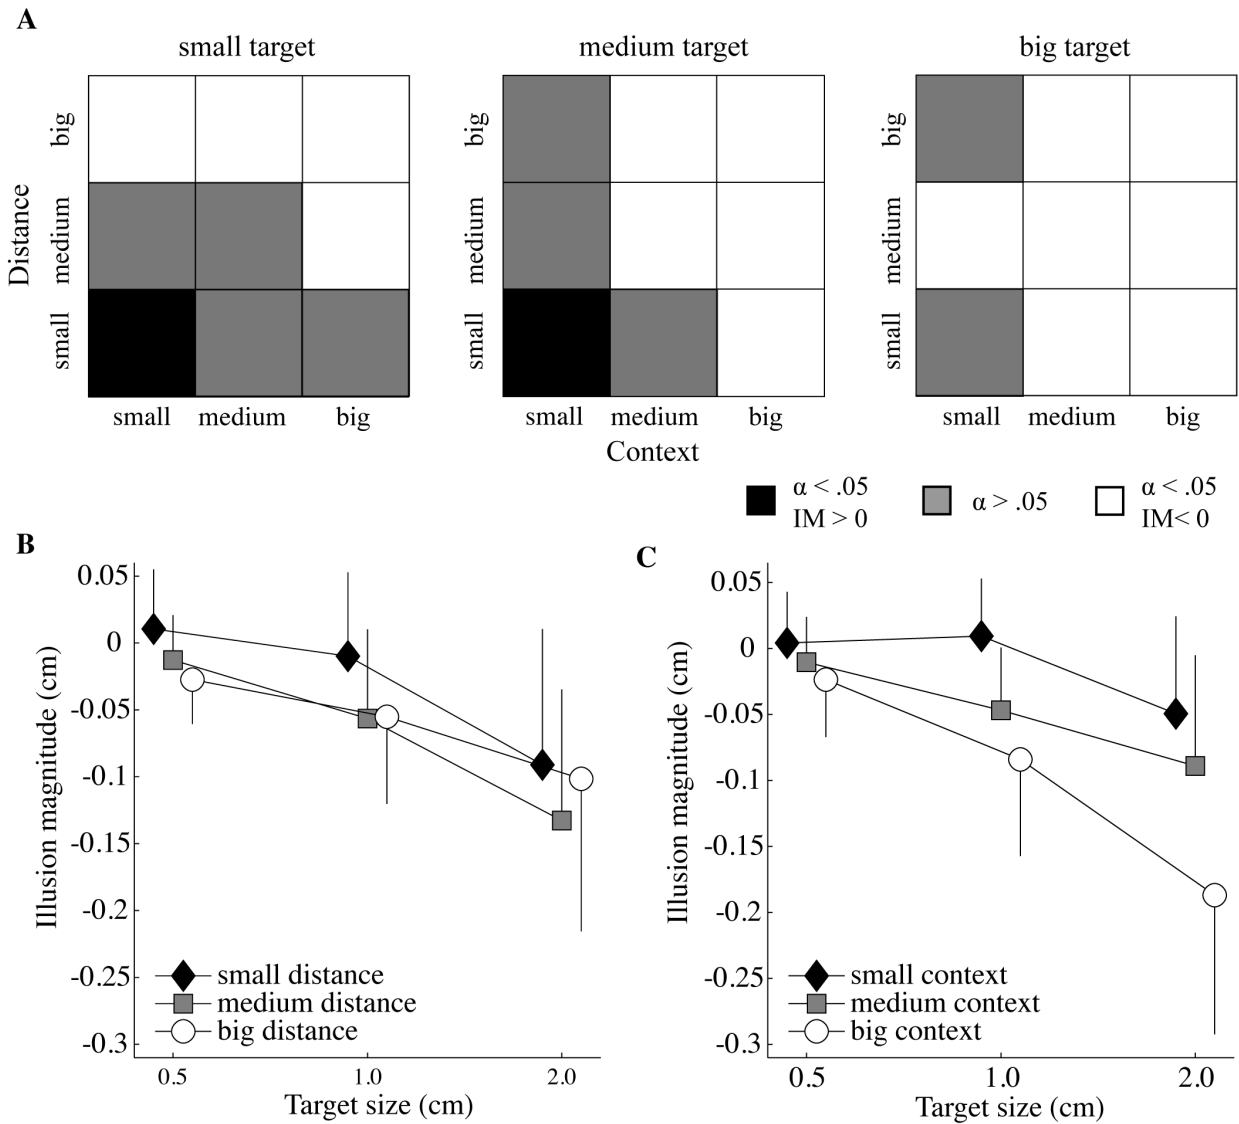 A
small target
medium target
big target
Distance
big
medium
small
big
medium
small
big
medium
small
small medium big
small medium big
small medium big
Context
α < .05
IM > 0
α > .05
α < .05
IM< 0
B
Illusion magnitude (cm)
0.05
0
-0.05
-0.1
-0.15
-0.2
-0.25
-0.3
small distance
medium distance
big distance
0.5 1.0 2.0
Target size (cm)
C
Illusion magnitude (cm)
0.05
0
-0.05
-0.1
-0.15
-0.2
-0.25
-0.3
small context
medium context
big context
0.5 1.0 2.0
Target size (cm)